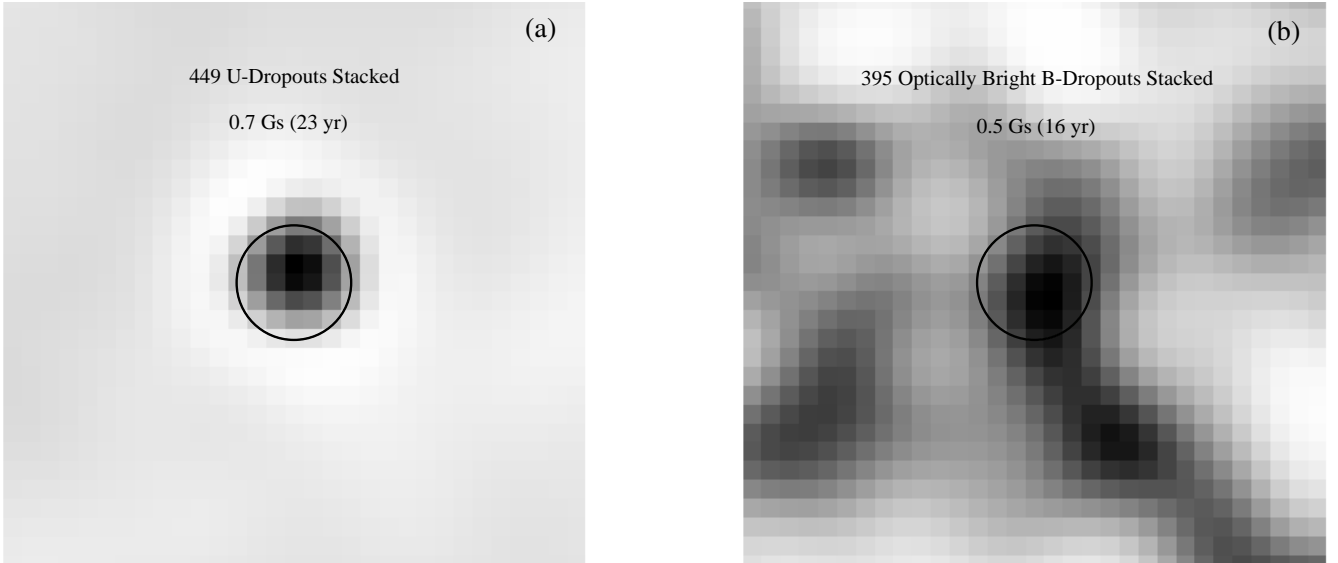 (a)
449 U-Dropouts Stacked
0.7 Gs (23 yr)
(b)
395 Optically Bright B-Dropouts Stacked
0.5 Gs (16 yr)